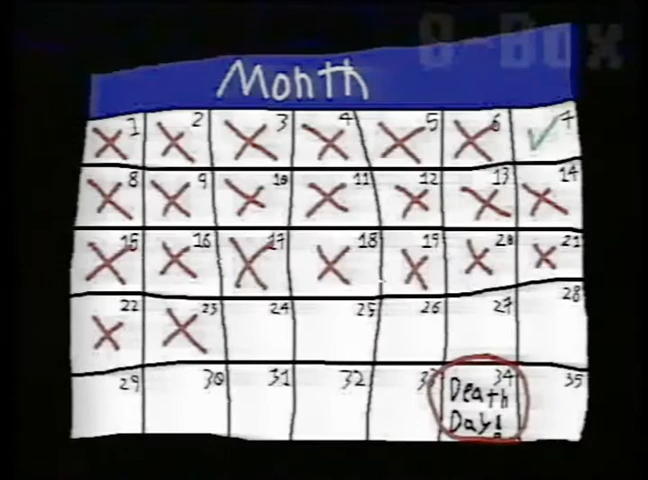 S-Box
Month
1 2 3 4 5 6 7
8 9 10 11 12 13 14
15 16 17 18 19 20 21
22 23 24 25 26 27 28
29 30 31 32 33 34 35
Death
Day!